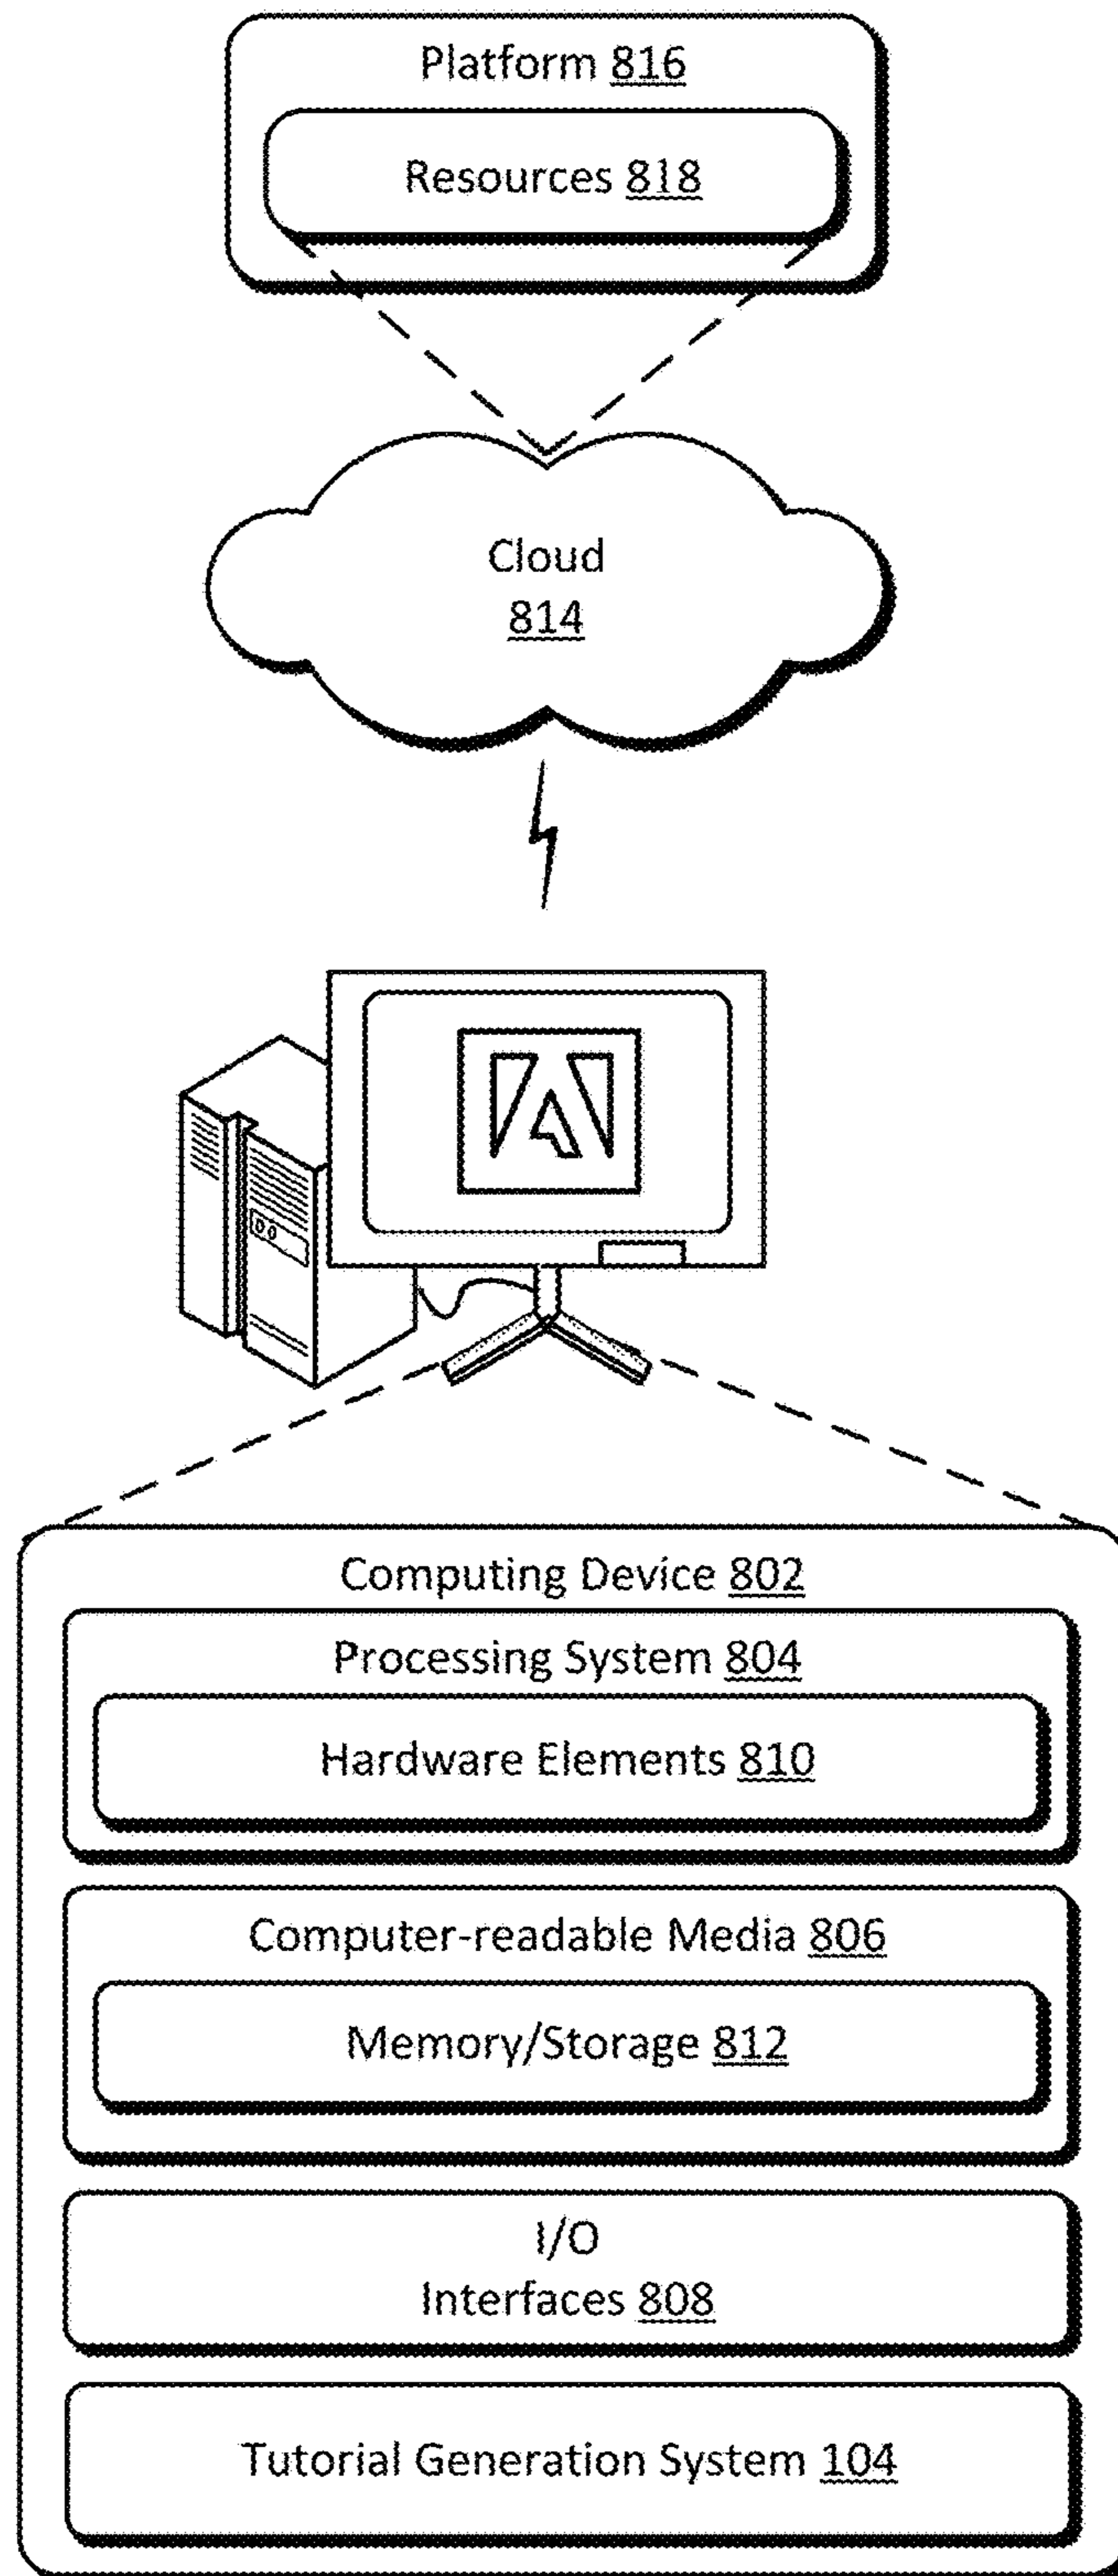 Platform 816
Resources 818
Cloud
814
Computing Device 802
Processing System 804
Hardware Elements 810
Computer-readable Media 806
Memory/Storage 812
I/O
Interfaces 808
Tutorial Generation System 104